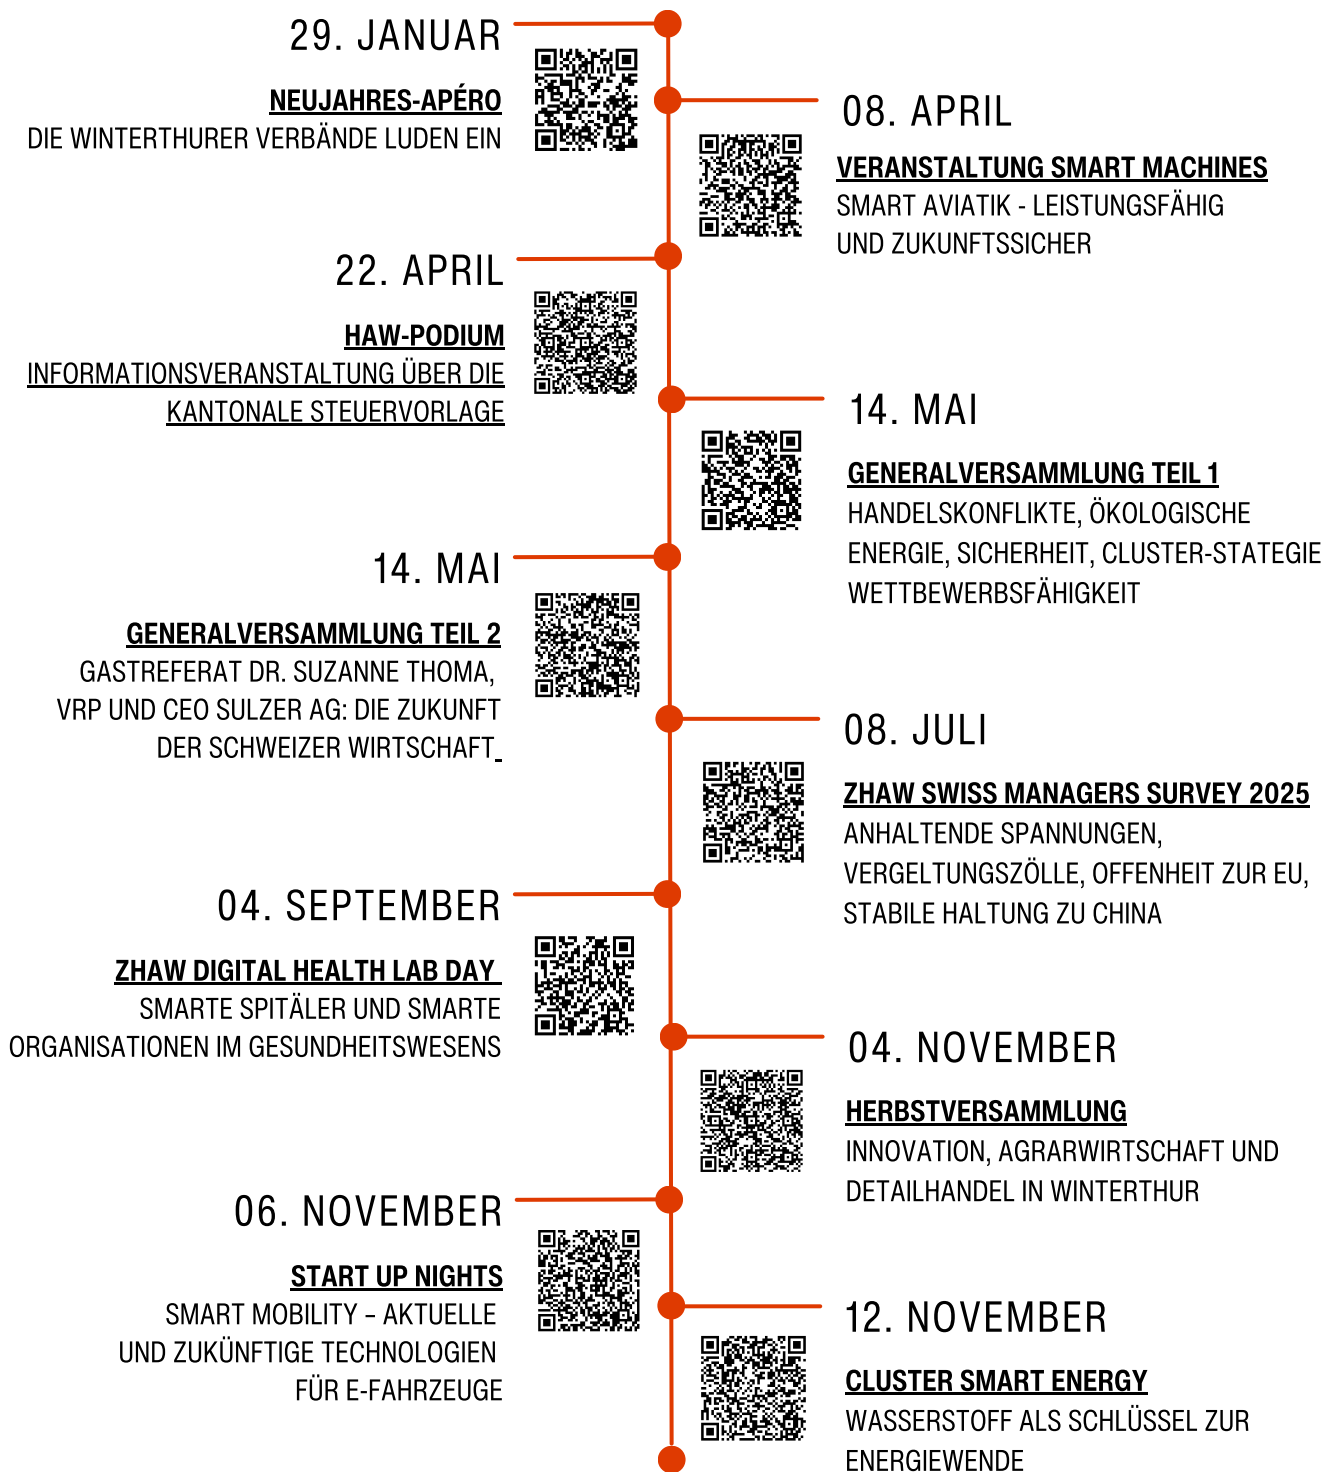 29. JANUAR
NEUJAHRES-APÉRO
DIE WINTERTHURER VERBÄNDE LUDEN EIN
08. APRIL
VERANSTALTUNG SMART MACHINES
SMART AVIATIK - LEISTUNGSFÄHIG
UND ZUKUNFTSSICHER
22. APRIL
HAW-PODIUM
INFORMATIONSVERANSTALTUNG ÜBER DIE
KANTONALE STEUERVORLAGE
14. MAI
GENERALVERSAMMLUNG TEIL 1
HANDELSKONFLIKTE, ÖKOLOGISCHE
ENERGIE, SICHERHEIT, CLUSTER-STATEGIE
WETTBEWERBSFÄHIGKEIT
14. MAI
GENERALVERSAMMLUNG TEIL 2
GASTREFERAT DR. SUZANNE THOMA,
VRP UND CEO SULZER AG: DIE ZUKUNFT
DER SCHWEIZER WIRTSCHAFT
08. JULI
ZHAW SWISS MANAGERS SURVEY 2025
ANHALTENDE SPANNUNGEN,
VERGELTUNGSZÖLLE, OFFENHEIT ZUR EU,
STABILE HALTUNG ZU CHINA
04. SEPTEMBER
ZHAW DIGITAL HEALTH LAB DAY
SMARTE SPITÄLER UND SMARTE
ORGANISATIONEN IM GESUNDHEITSWESENS
04. NOVEMBER
HERBSTVERSAMMLUNG
INNOVATION, AGRARWIRTSCHAFT UND
DETAILHANDEL IN WINTERTHUR
06. NOVEMBER
START UP NIGHTS
SMART MOBILITY – AKTUELLE
UND ZUKÜNFTIGE TECHNOLOGIEN
FÜR E-FAHRZEUGE
12. NOVEMBER
CLUSTER SMART ENERGY
WASSERSTOFF ALS SCHLÜSSEL ZUR
ENERGIEWENDE